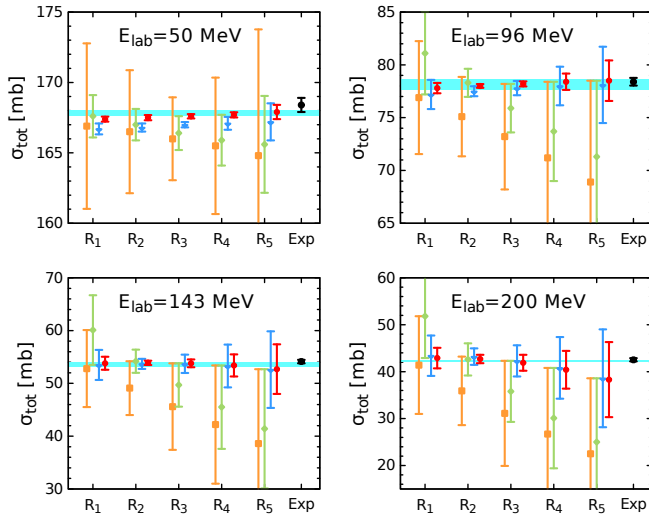 E_lab=50 MeV
σ_tot [mb]
160
165
170
175
R_1 R_2 R_3 R_4 R_5 Exp
E_lab=96 MeV
σ_tot [mb]
65
70
75
80
85
R_1 R_2 R_3 R_4 R_5 Exp
E_lab=143 MeV
σ_tot [mb]
30
40
50
60
70
R_1 R_2 R_3 R_4 R_5 Exp
E_lab=200 MeV
σ_tot [mb]
20
30
40
50
60
R_1 R_2 R_3 R_4 R_5 Exp